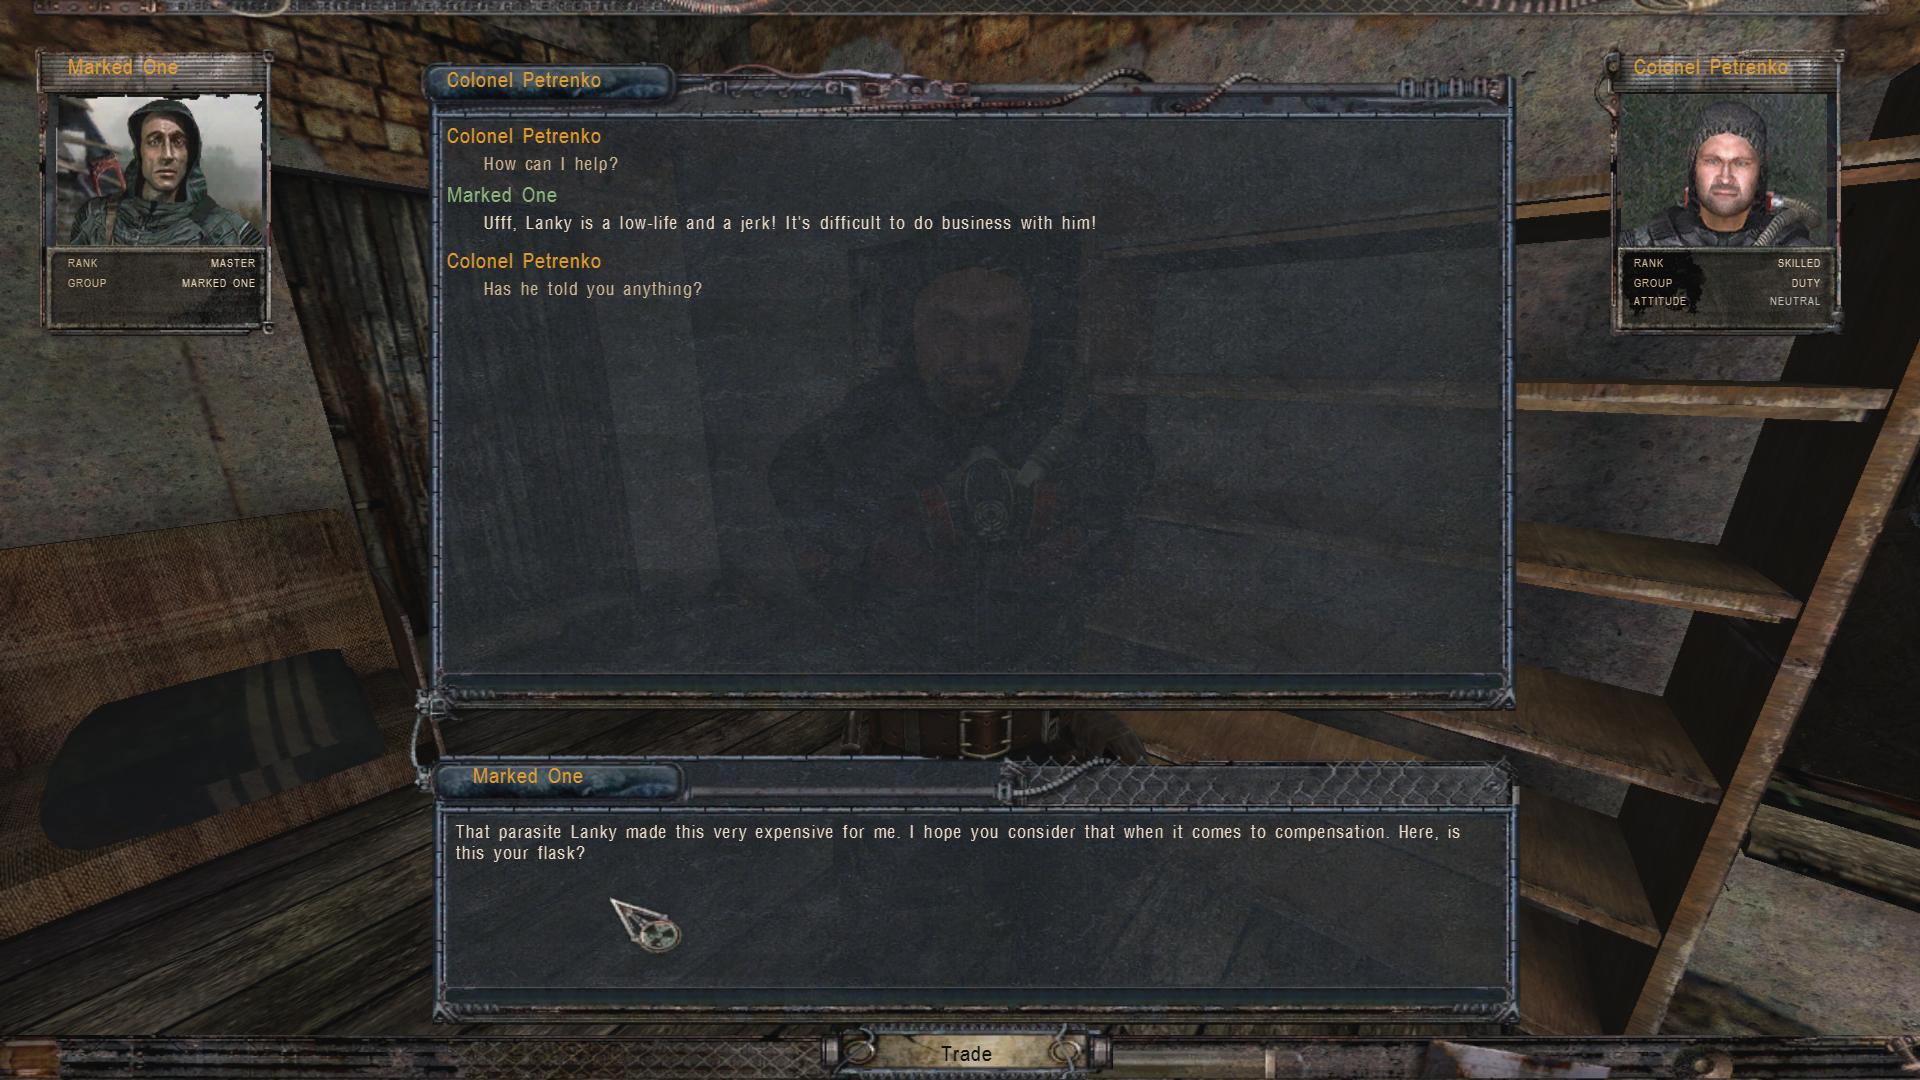 Marked One
RANK MASTER
GROUP MARKED ONE
Colonel Petrenko
Colonel Petrenko
How can I help?
Marked One
Ufff, Lanky is a low-life and a jerk! It's difficult to do business with him!
Colonel Petrenko
Has he told you anything?
Colonel Petrenko
RANK SKILLED
GROUP DUTY
ATTITUDE NEUTRAL
Marked One
That parasite Lanky made this very expensive for me. I hope you consider that when it comes to compensation. Here, is
this your flask?
Trade